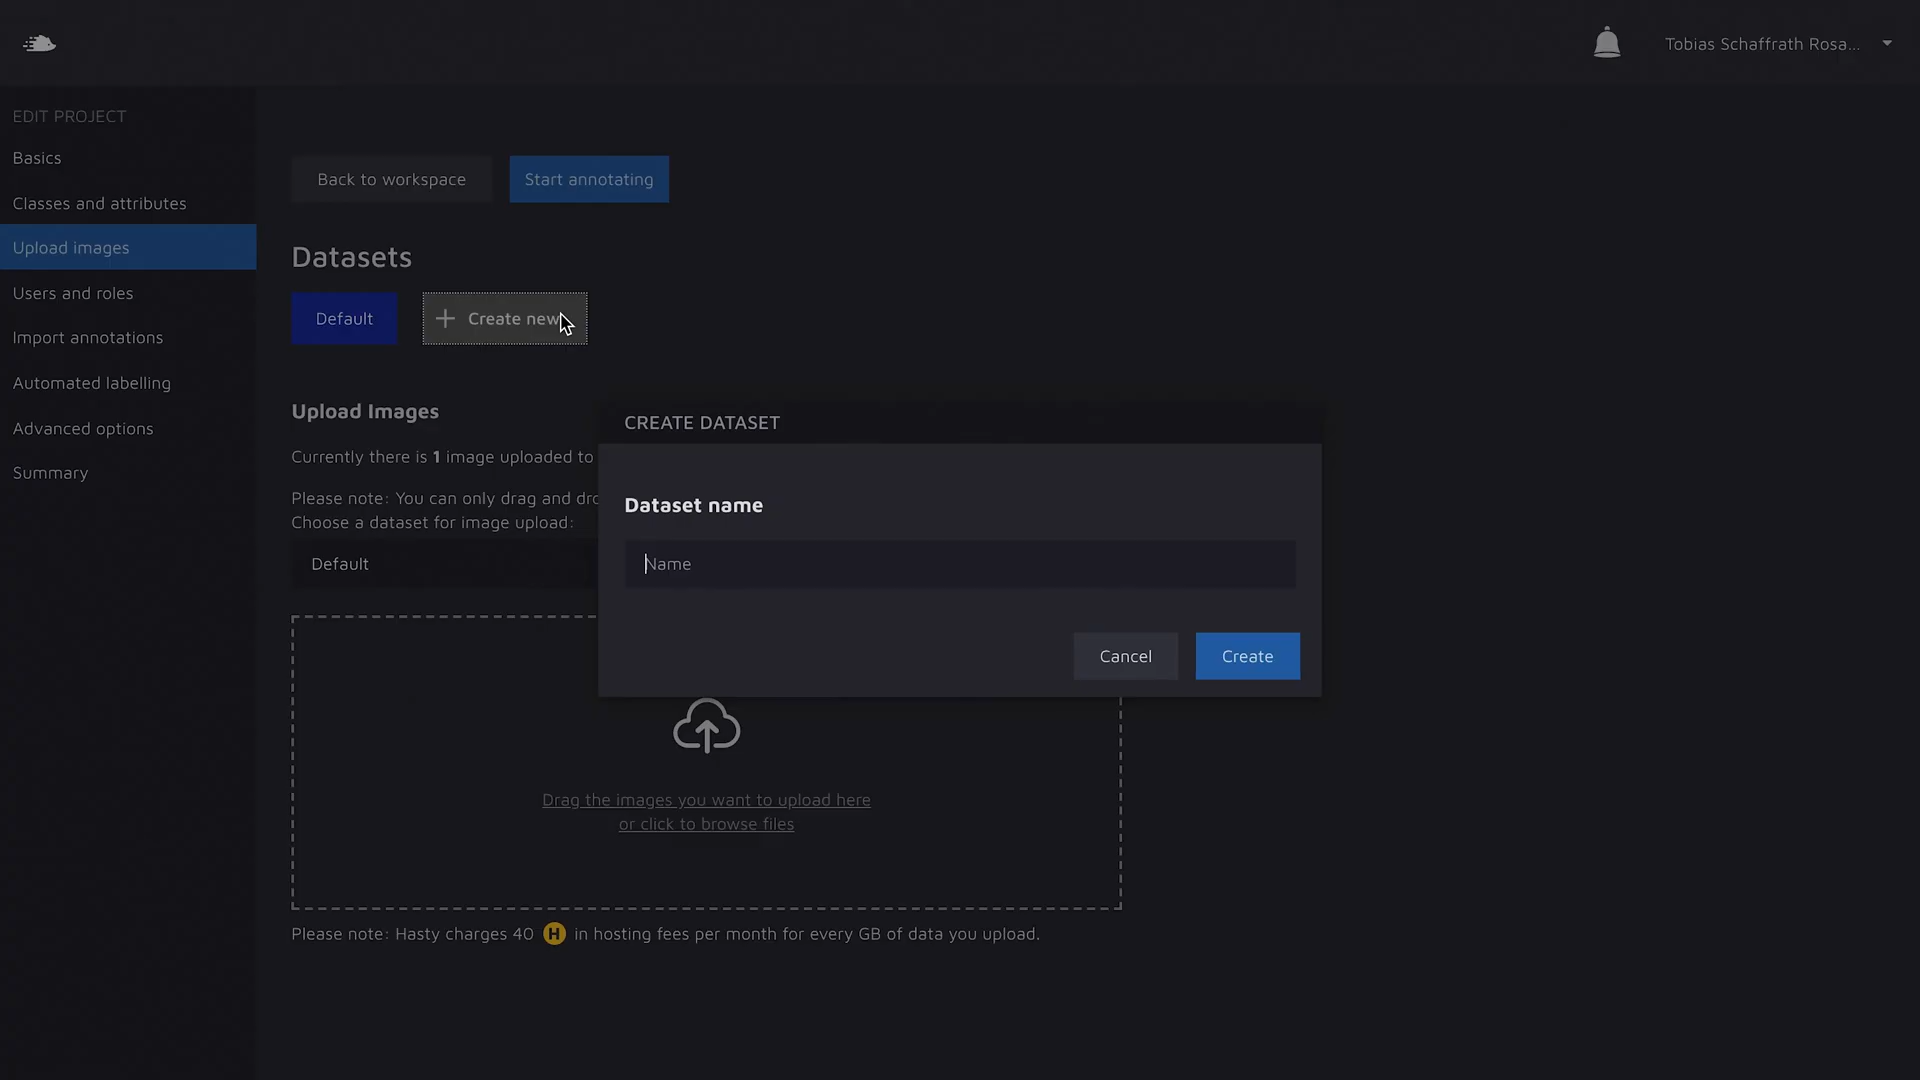 Tobias Schaffrath Rosa...
EDIT PROJECT
Basics
Classes and attributes
Upload images
Users and roles
Import annotations
Automated labelling
Advanced options
Summary
Back to workspace
Start annotating
Datasets
Default
Create new
Upload Images
Currently there is 1 image uploaded to
Please note: You can only drag and dro
Choose a dataset for image upload:
Default
CREATE DATASET
Dataset name
Name
Cancel
Create
Drag the images you want to upload here
or click to browse files
Please note: Hasty charges 40 H in hosting fees per month for every GB of data you upload.